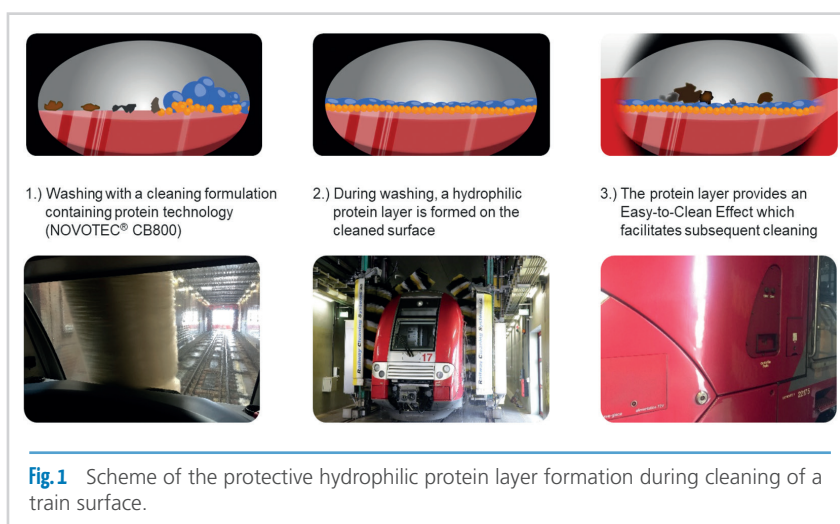 1.) Washing with a cleaning formulation
containing protein technology
(NOVOTEC® CB800)
2.) During washing, a hydrophilic
protein layer is formed on the
cleaned surface
3.) The protein layer provides an
Easy-to-Clean Effect which
facilitates subsequent cleaning
17
Fig. 1 Scheme of the protective hydrophilic protein layer formation during cleaning of a
train surface.